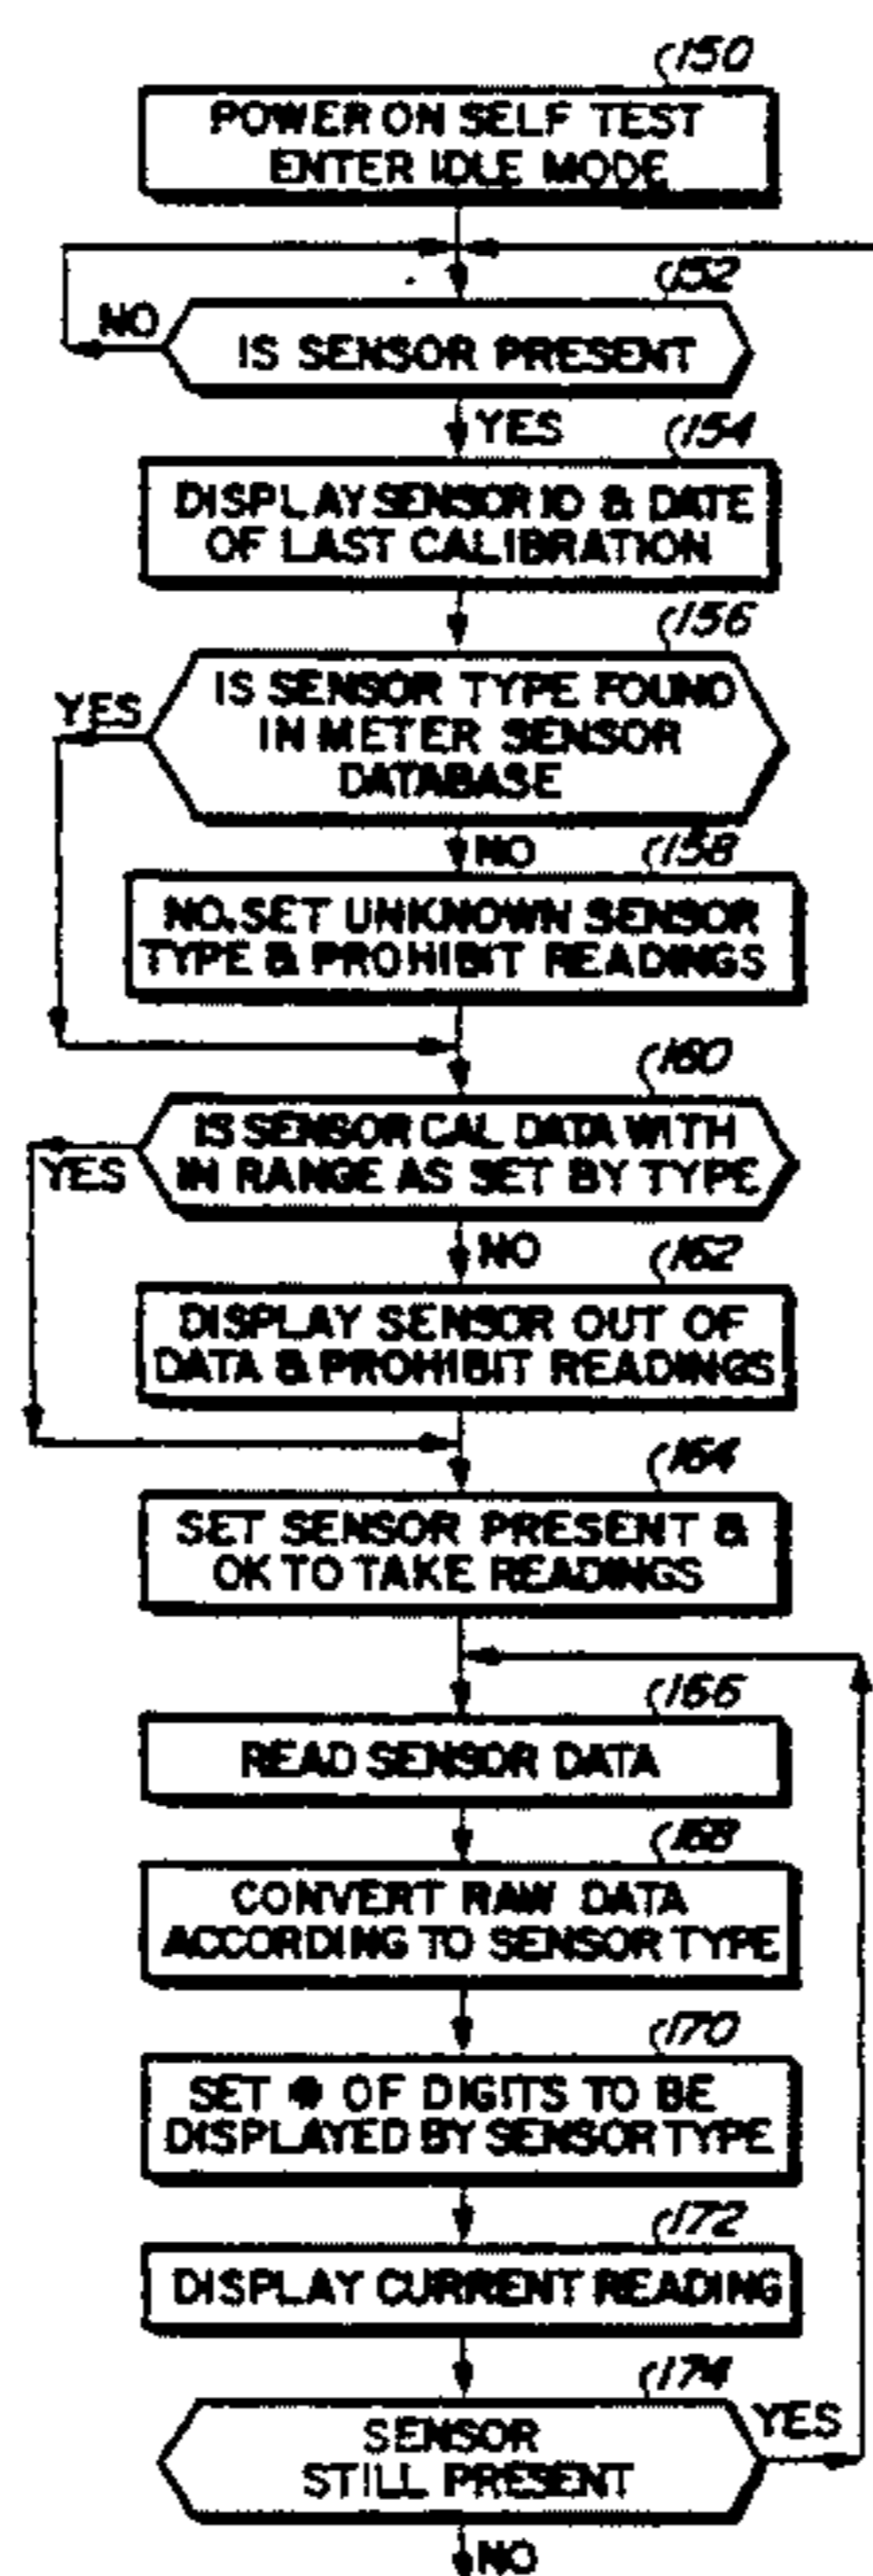 150
POWER ON SELF TEST
ENTER IDLE MODE
152
NO
IS SENSOR PRESENT
YES
154
DISPLAY SENSOR ID & DATE
OF LAST CALIBRATION
156
YES
IS SENSOR TYPE FOUND
IN METER SENSOR
DATABASE
NO
158
NO. SET UNKNOWN SENSOR
TYPE & PROHIBIT READINGS
160
YES
IS SENSOR CAL DATA WITH
IN RANGE AS SET BY TYPE
NO
162
DISPLAY SENSOR OUT OF
DATA & PROHIBIT READINGS
164
SET SENSOR PRESENT &
OK TO TAKE READINGS
166
READ SENSOR DATA
168
CONVERT RAW DATA
ACCORDING TO SENSOR TYPE
170
SET # OF DIGITS TO BE
DISPLAYED BY SENSOR TYPE
172
DISPLAY CURRENT READING
174
SENSOR
STILL PRESENT
YES
NO